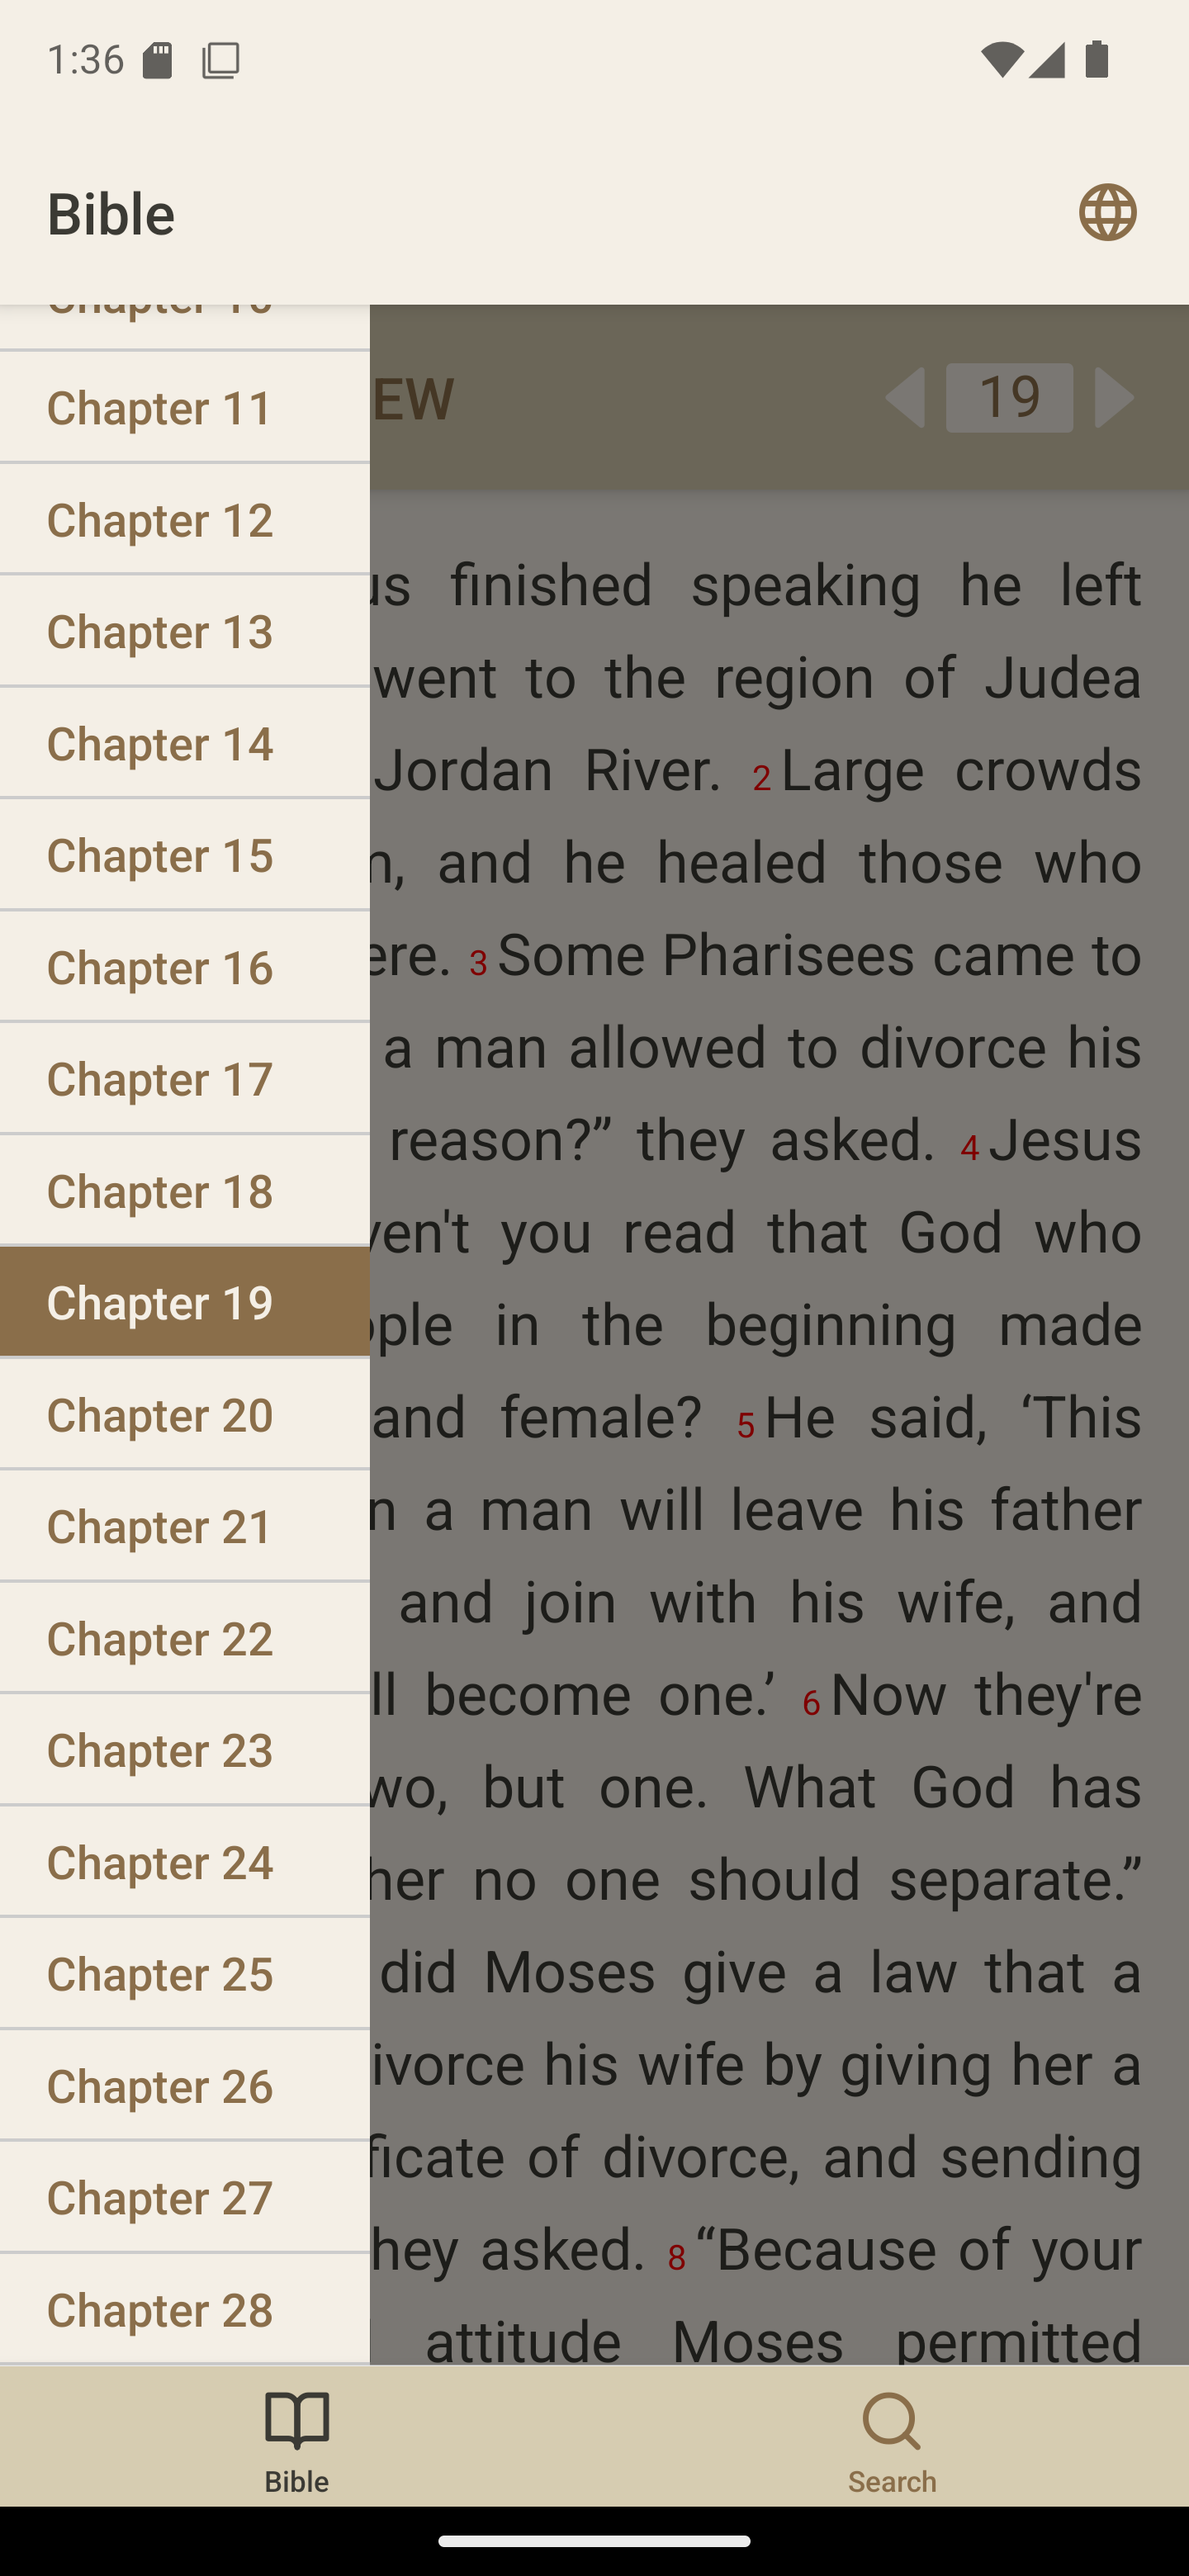 1:36
Bible
Chapter 10
Chapter 11
Chapter 12
Chapter 13
Chapter 14
Chapter 15
Chapter 16
Chapter 17
Chapter 18
Chapter 19
Chapter 20
Chapter 21
Chapter 22
Chapter 23
Chapter 24
Chapter 25
Chapter 26
Chapter 27
Chapter 28
EW
19
us finished speaking he left
went to the region of Judea
Jordan River. 2 Large crowds
m, and he healed those who
ere. 3 Some Pharisees came to
a man allowed to divorce his
reason?” they asked. 4 Jesus
ven't you read that God who
ople in the beginning made
and female? 5 He said, ‘This
n a man will leave his father
and join with his wife, and
ll become one.’ 6 Now they're
wo, but one. What God has
her no one should separate.”
did Moses give a law that a
ivorce his wife by giving her a
ficate of divorce, and sending
hey asked. 8 “Because of your
attitude Moses permitted
Bible
Search